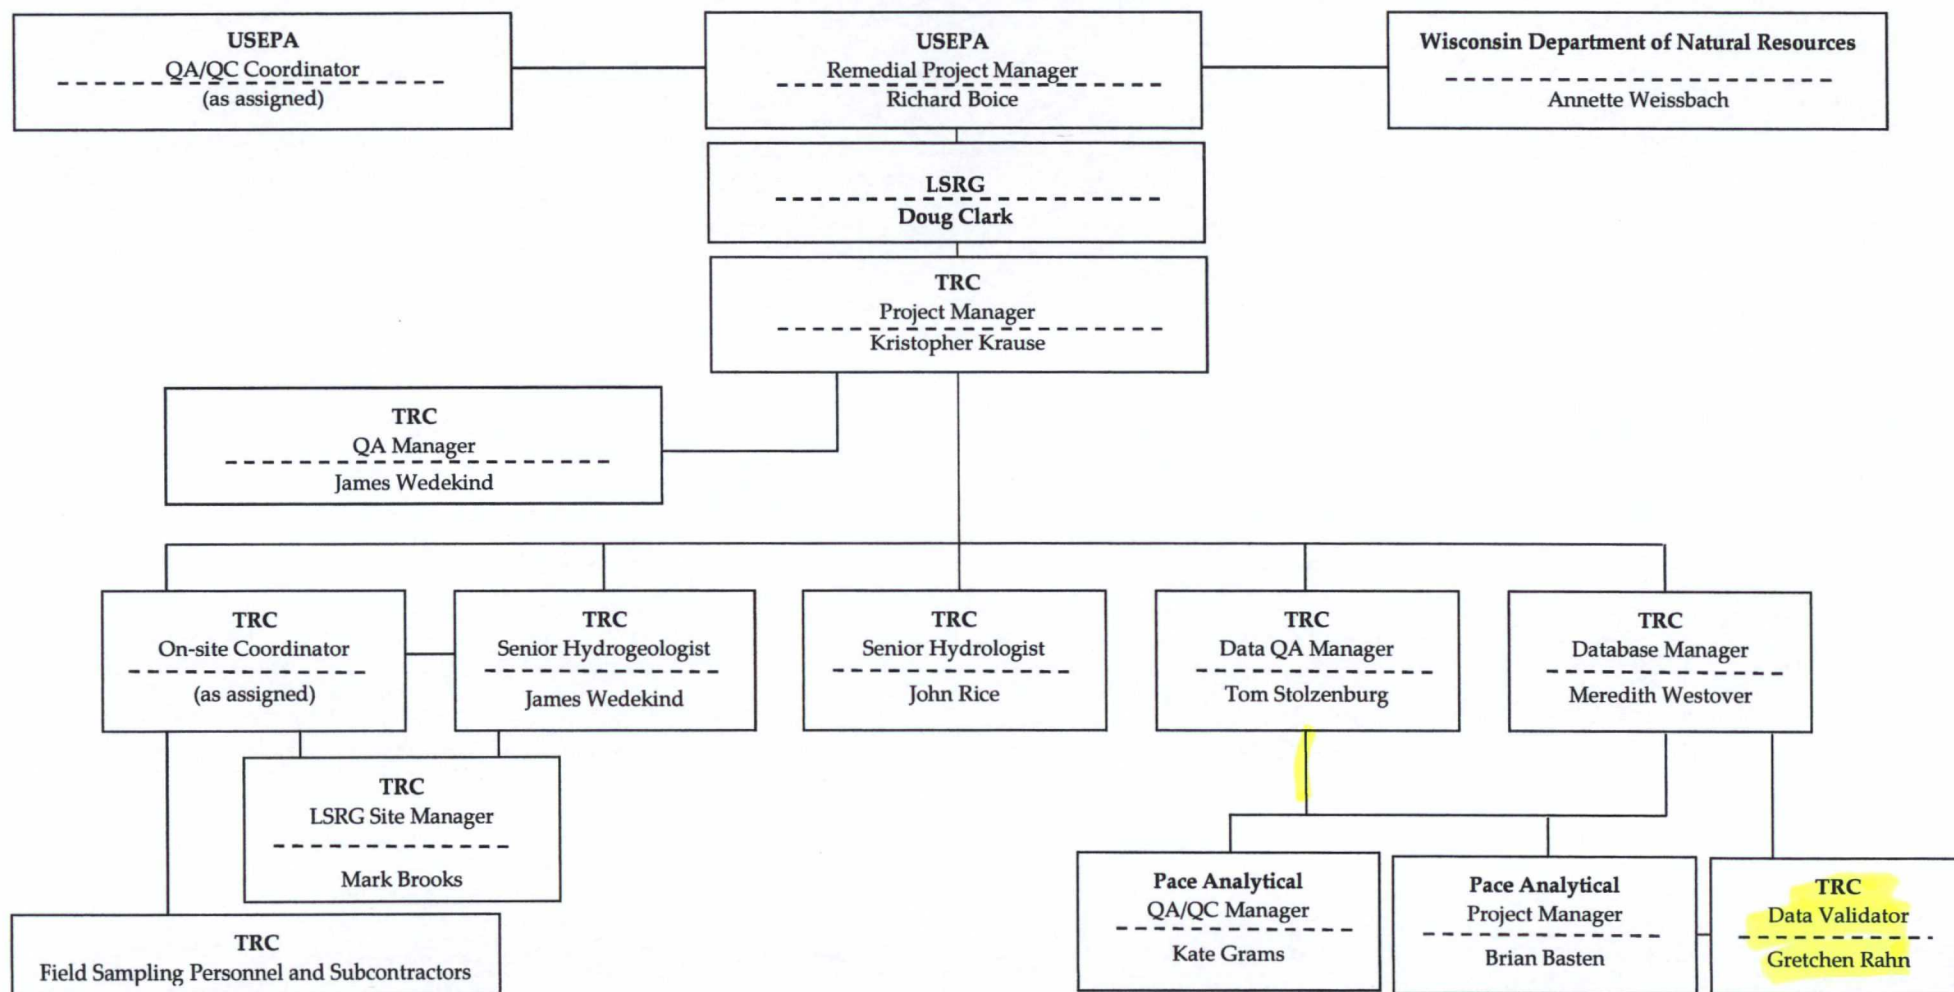 USEPA
QA/QC Coordinator
(as assigned)
USEPA
Remedial Project Manager
Richard Boice
Wisconsin Department of Natural Resources
Annette Weissbach
LSRG
Doug Clark
TRC
Project Manager
Kristopher Krause
TRC
QA Manager
James Wedekind
TRC
On-site Coordinator
(as assigned)
TRC
Senior Hydrogeologist
James Wedekind
TRC
Senior Hydrologist
John Rice
TRC
Data QA Manager
Tom Stolzenburg
TRC
Database Manager
Meredith Westover
TRC
LSRG Site Manager
Mark Brooks
TRC
Field Sampling Personnel and Subcontractors
Pace Analytical
QA/QC Manager
Kate Grams
Pace Analytical
Project Manager
Brian Basten
TRC
Data Validator
Gretchen Rahn